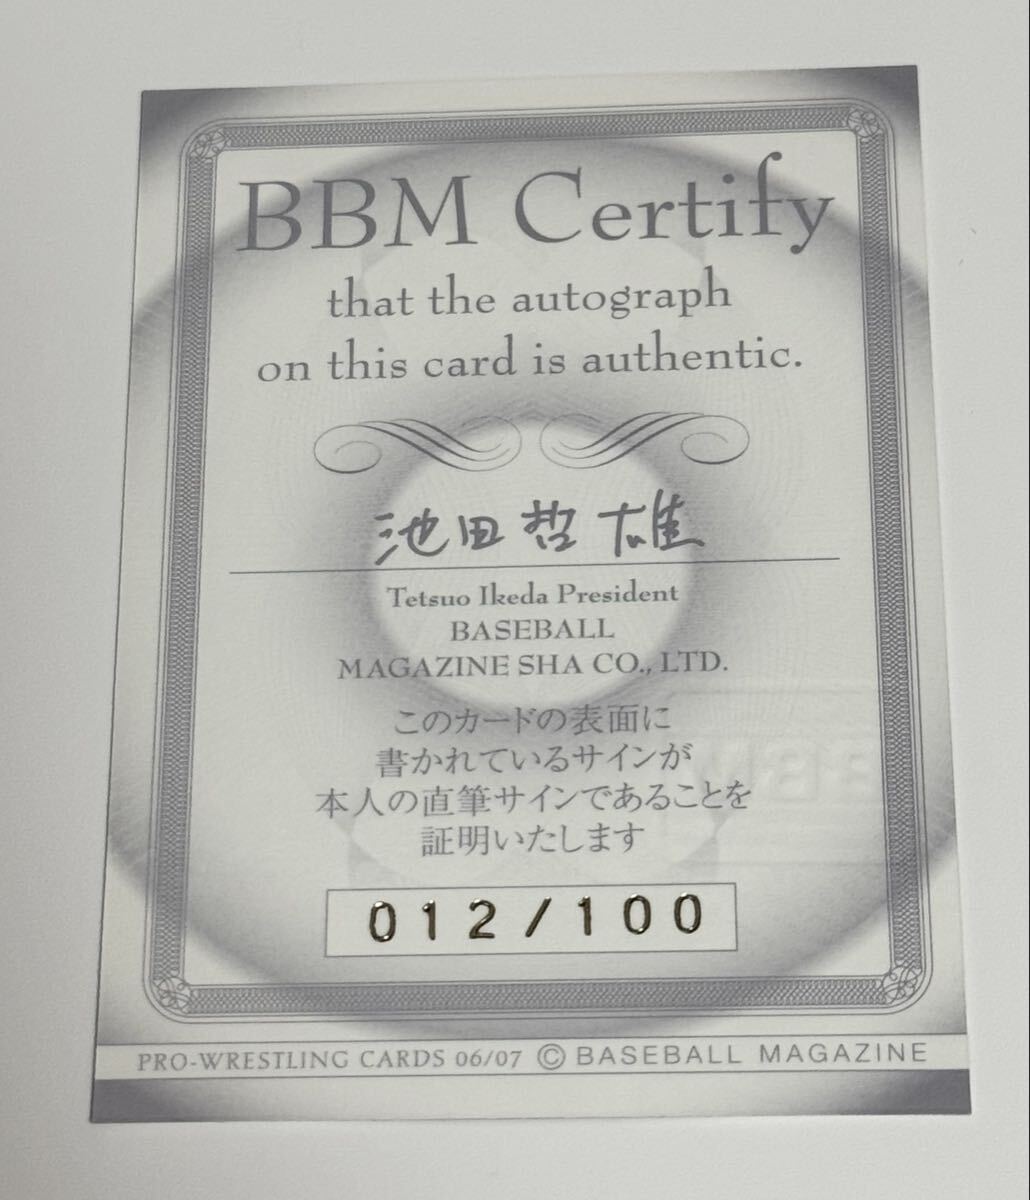 BBM Certify
that the autograph
on this card is authentic.
池田哲雄
Tetsuo Ikeda President
BASEBALL
MAGAZINE SHA CO., LTD.
このカードの表面に
書かれているサインが
本人の直筆サインであることを
証明いたします
012/100
PRO-WRESTLING CARDS 06/07 © BASEBALL MAGAZINE